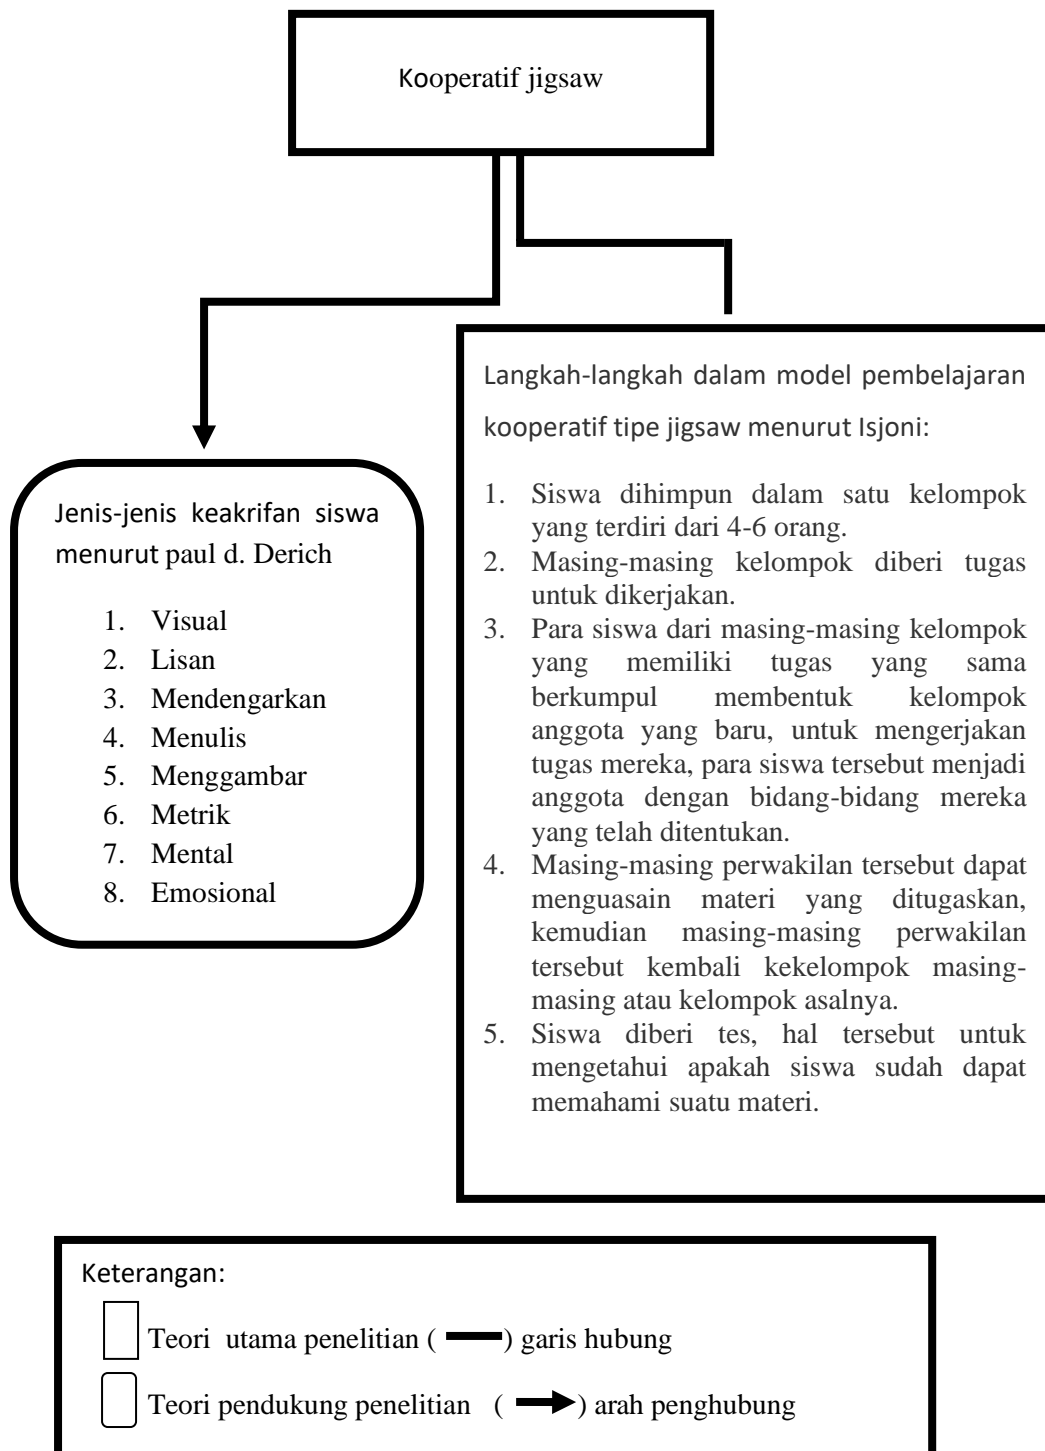 Kooperatif jigsaw
Jenis-jenis keakrifan siswa
menurut paul d. Derich
1. Visual
2. Lisan
3. Mendengarkan
4. Menulis
5. Menggambar
6. Metrik
7. Mental
8. Emosional
Langkah-langkah dalam model pembelajaran
kooperatif tipe jigsaw menurut Isjoni:
1. Siswa dihimpun dalam satu kelompok
yang terdiri dari 4-6 orang.
2. Masing-masing kelompok diberi tugas
untuk dikerjakan.
3. Para siswa dari masing-masing kelompok
yang memiliki tugas yang sama
berkumpul membentuk kelompok
anggota yang baru, untuk mengerjakan
tugas mereka, para siswa tersebut menjadi
anggota dengan bidang-bidang mereka
yang telah ditentukan.
4. Masing-masing perwakilan tersebut dapat
menguasain materi yang ditugaskan,
kemudian masing-masing perwakilan
tersebut kembali kekelompok masing-
masing atau kelompok asalnya.
5. Siswa diberi tes, hal tersebut untuk
mengetahui apakah siswa sudah dapat
memahami suatu materi.
Keterangan:
Teori utama penelitian ( ) garis hubung
Teori pendukung penelitian ( ) arah penghubung